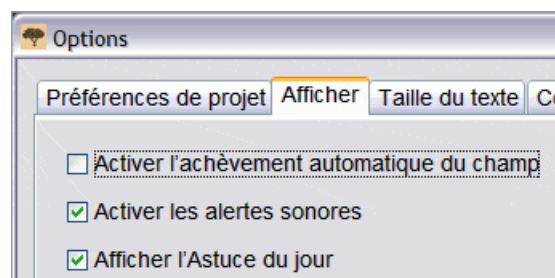 Options
Préférences de projet Afficher Taille du texte
Activer l'achèvement automatique du champ
Activer les alertes sonores
Afficher l'Astuce du jour